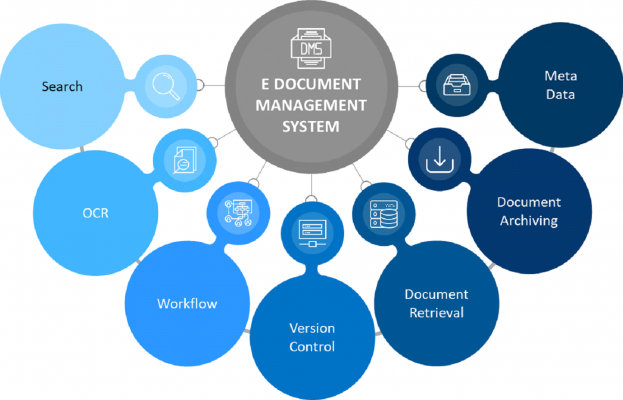 DMS
E DOCUMENT
MANAGEMENT
SYSTEM
Search
OCR
Workflow
Version
Control
Document
Retrieval
Document
Archiving
Meta
Data